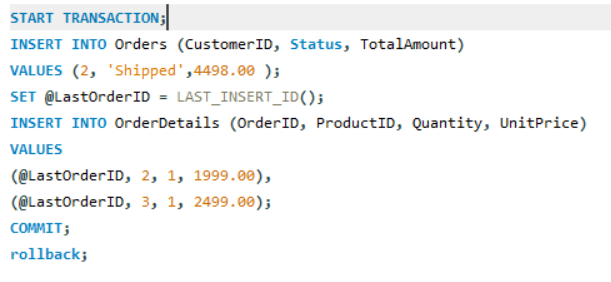 START TRANSACTION;
INSERT INTO Orders (CustomerID, Status, TotalAmount)
VALUES (2, 'Shipped',4498.00 );
SET @LastOrderID = LAST_INSERT_ID();
INSERT INTO OrderDetails (OrderID, ProductID, Quantity, UnitPrice)
VALUES
(@LastOrderID, 2, 1, 1999.00),
(@LastOrderID, 3, 1, 2499.00);
COMMIT;
rollback;